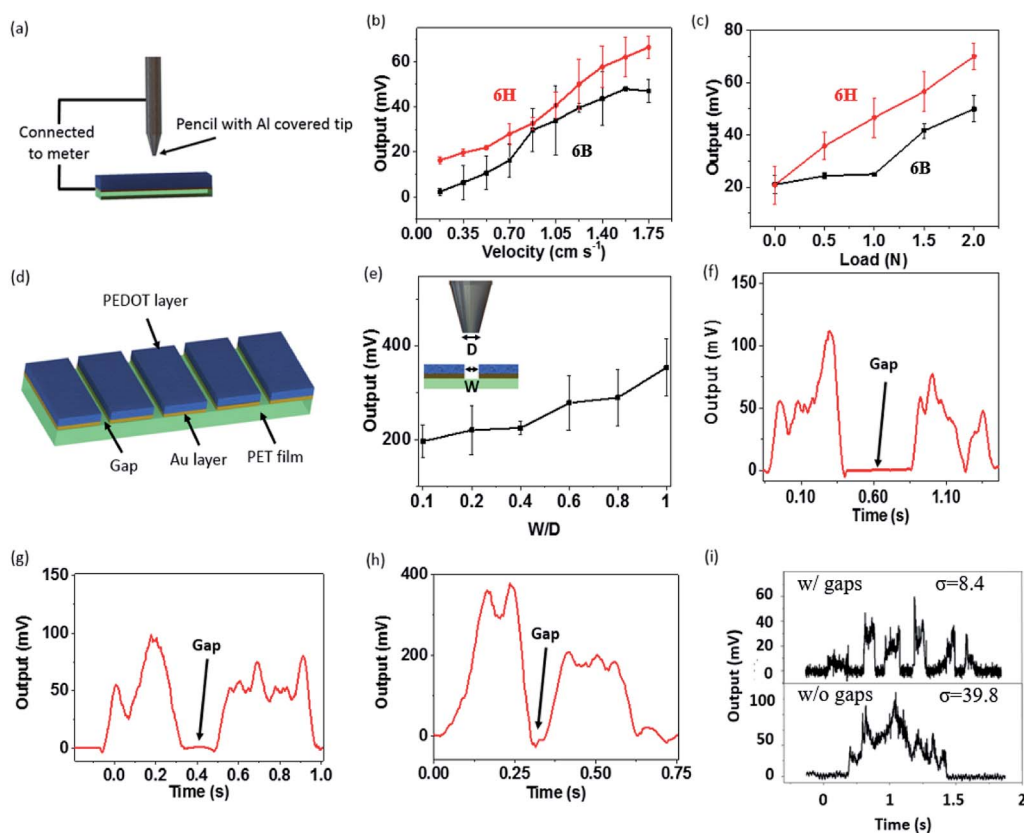 (a)
Connected
to meter
Pencil with Al covered tip
(b)
Output (mV)
60
40
20
0
6H
6B
0.00 0.35 0.70 1.05 1.40 1.75
Velocity (cm s-1)
(c)
Output (mV)
80
60
40
20
6H
6B
0.0 0.5 1.0 1.5 2.0
Load (N)
(d)
PEDOT layer
Gap
Au layer
PET film
(e)
Output (mV)
400
200
D
W
0.1 0.2 0.4 0.6 0.8 1
W/D
(f)
Output (m V)
150
100
50
0
Gap
0.10 0.60 1.10
Time (s)
(g)
Output (mV)
150
100
50
0
Gap
0.0 0.2 0.4 0.6 0.8 1.0
Time (s)
(h)
Output (mV)
400
200
0
Gap
0.00 0.25 0.50 0.75
Time (s)
(i)
Output (mV)
w/ gaps σ=8.4
60
40
20
0
w/o gaps σ=39.8
100
50
0
0 1 1.5 2
Time (s)